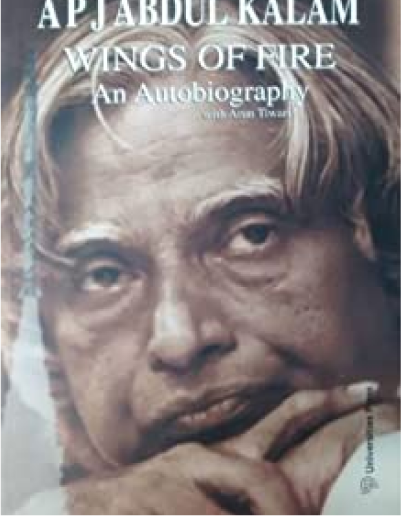 A P J ABDUL KALAM
WINGS OF FIRE
An Autobiography
with Arun Tiwari
Universities Press